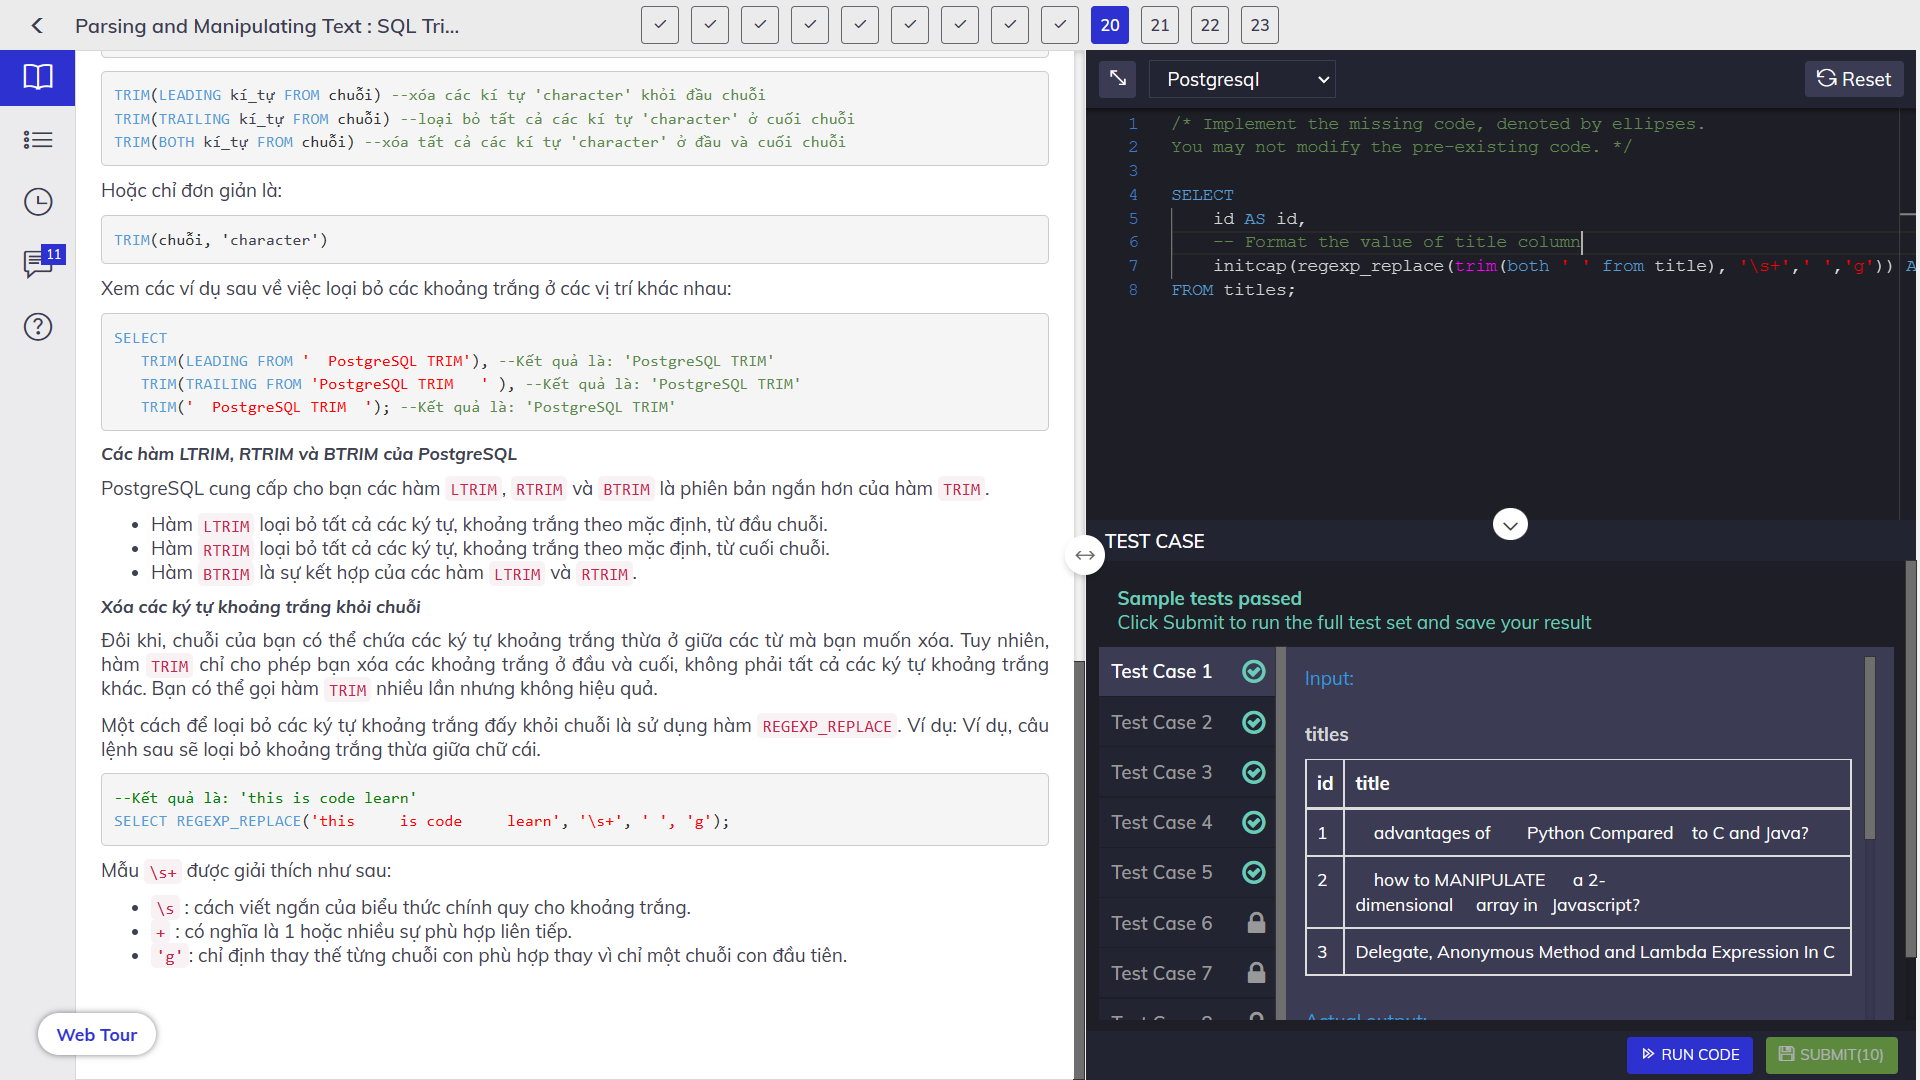 Parsing and Manipulating Text : SQL Tri...
20
21
22
23
11
TRIM(LEADING kí_tự FROM chuỗi) --xóa các kí tự 'character' khỏi đầu chuỗi
TRIM(TRAILING kí_tự FROM chuỗi) --loại bỏ tất cả các kí tự 'character' ở cuối chuỗi
TRIM(BOTH kí_tự FROM chuỗi) --xóa tất cả các kí tự 'character' ở đầu và cuối chuỗi
Hoặc chỉ đơn giản là:
TRIM(chuỗi, 'character')
Xem các ví dụ sau về việc loại bỏ các khoảng trắng ở các vị trí khác nhau:
SELECT
TRIM(LEADING FROM '  PostgreSQL TRIM'), --Kết quả là: 'PostgreSQL TRIM'
TRIM(TRAILING FROM 'PostgreSQL TRIM   ' ), --Kết quả là: 'PostgreSQL TRIM'
TRIM('  PostgreSQL TRIM  '); --Kết quả là: 'PostgreSQL TRIM'
Các hàm LTRIM, RTRIM và BTRIM của PostgreSQL
PostgreSQL cung cấp cho bạn các hàm LTRIM, RTRIM và BTRIM là phiên bản ngắn hơn của hàm TRIM.
• Hàm LTRIM loại bỏ tất cả các ký tự, khoảng trắng theo mặc định, từ đầu chuỗi.
• Hàm RTRIM loại bỏ tất cả các ký tự, khoảng trắng theo mặc định, từ cuối chuỗi.
• Hàm BTRIM là sự kết hợp của các hàm LTRIM và RTRIM.
Xóa các ký tự khoảng trắng khỏi chuỗi
Đôi khi, chuỗi của bạn có thể chứa các ký tự khoảng trắng thừa ở giữa các từ mà bạn muốn xóa. Tuy nhiên,
hàm TRIM chỉ cho phép bạn xóa các khoảng trắng ở đầu và cuối, không phải tất cả các ký tự khoảng trắng
khác. Bạn có thể gọi hàm TRIM nhiều lần nhưng không hiệu quả.
Một cách để loại bỏ các ký tự khoảng trắng đấy khỏi chuỗi là sử dụng hàm REGEXP_REPLACE. Ví dụ: Ví dụ, câu
lệnh sau sẽ loại bỏ khoảng trắng thừa giữa chữ cái.
--Kết quả là: 'this is code learn'
SELECT REGEXP_REPLACE('this     is code     learn', '\s+', ' ', 'g');
Mẫu \s+ được giải thích như sau:
• \s : cách viết ngắn của biểu thức chính quy cho khoảng trắng.
• + : có nghĩa là 1 hoặc nhiều sự phù hợp liên tiếp.
• 'g' : chỉ định thay thế từng chuỗi con phù hợp thay vì chỉ một chuỗi con đầu tiên.
Web Tour
Postgresql
Reset
1 /* Implement the missing code, denoted by ellipses.
2 You may not modify the pre-existing code. */
3
4 SELECT
5 id AS id,
6 -- Format the value of title column
7 initcap(regexp_replace(trim(both ' ' from title), '\s+',' ','g')) A
8 FROM titles;
TEST CASE
Sample tests passed
Click Submit to run the full test set and save your result
Test Case 1
Test Case 2
Test Case 3
Test Case 4
Test Case 5
Test Case 6
Test Case 7
Input:
titles
id title
1 advantages of Python Compared to C and Java?
2 how to MANIPULATE a 2-
dimensional array in Javascript?
3 Delegate, Anonymous Method and Lambda Expression In C
Actual output:
RUN CODE
SUBMIT(10)